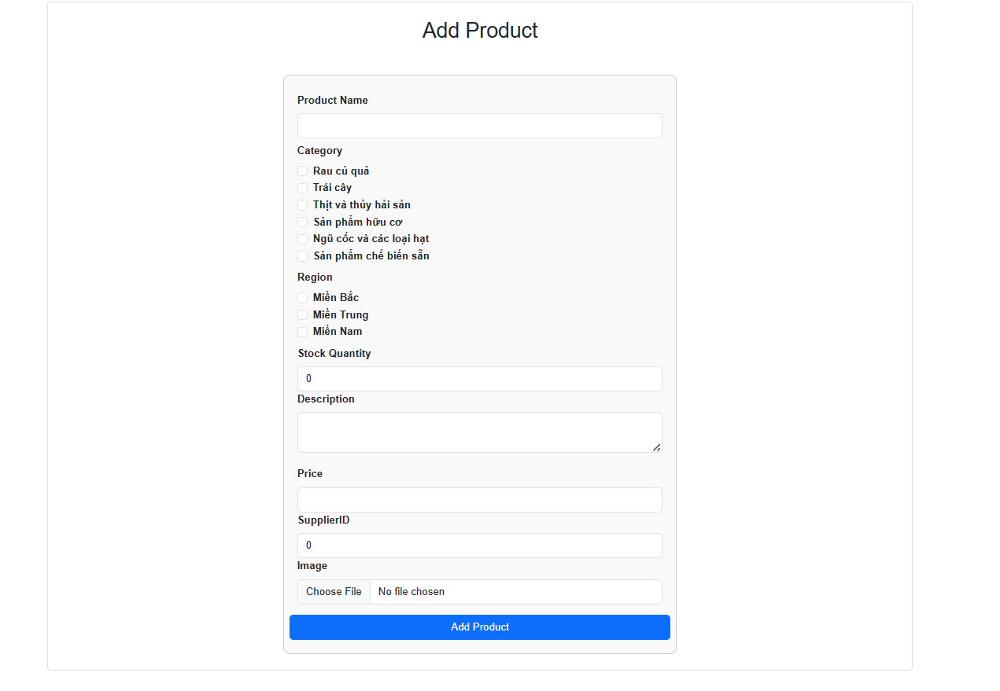 Add Product
Product Name
Category
Rau củ quả
Trái cây
Thịt và thủy hải sản
Sản phẩm hữu cơ
Ngũ cốc và các loại hạt
Sản phẩm chế biến sẵn
Region
Miền Bắc
Miền Trung
Miền Nam
Stock Quantity
0
Description
Price
SupplierID
0
Image
Choose File No file chosen
Add Product